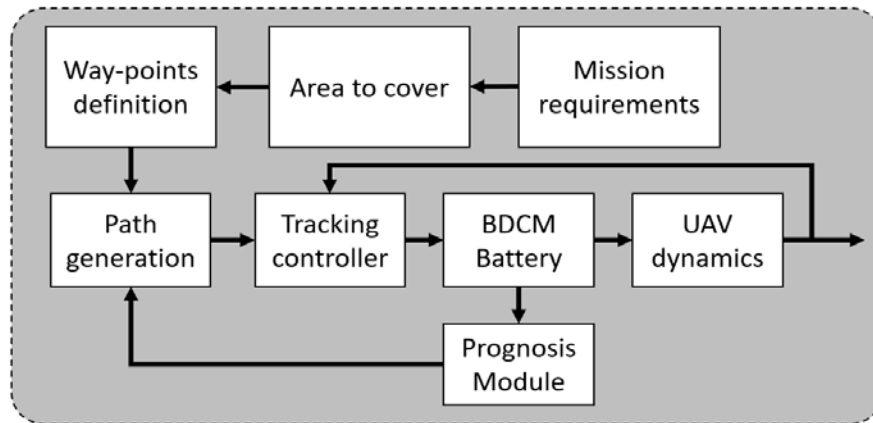 Way-points
definition
Area to cover
Mission
requirements
Path
generation
Tracking
controller
BDCM
Battery
UAV
dynamics
Prognosis
Module